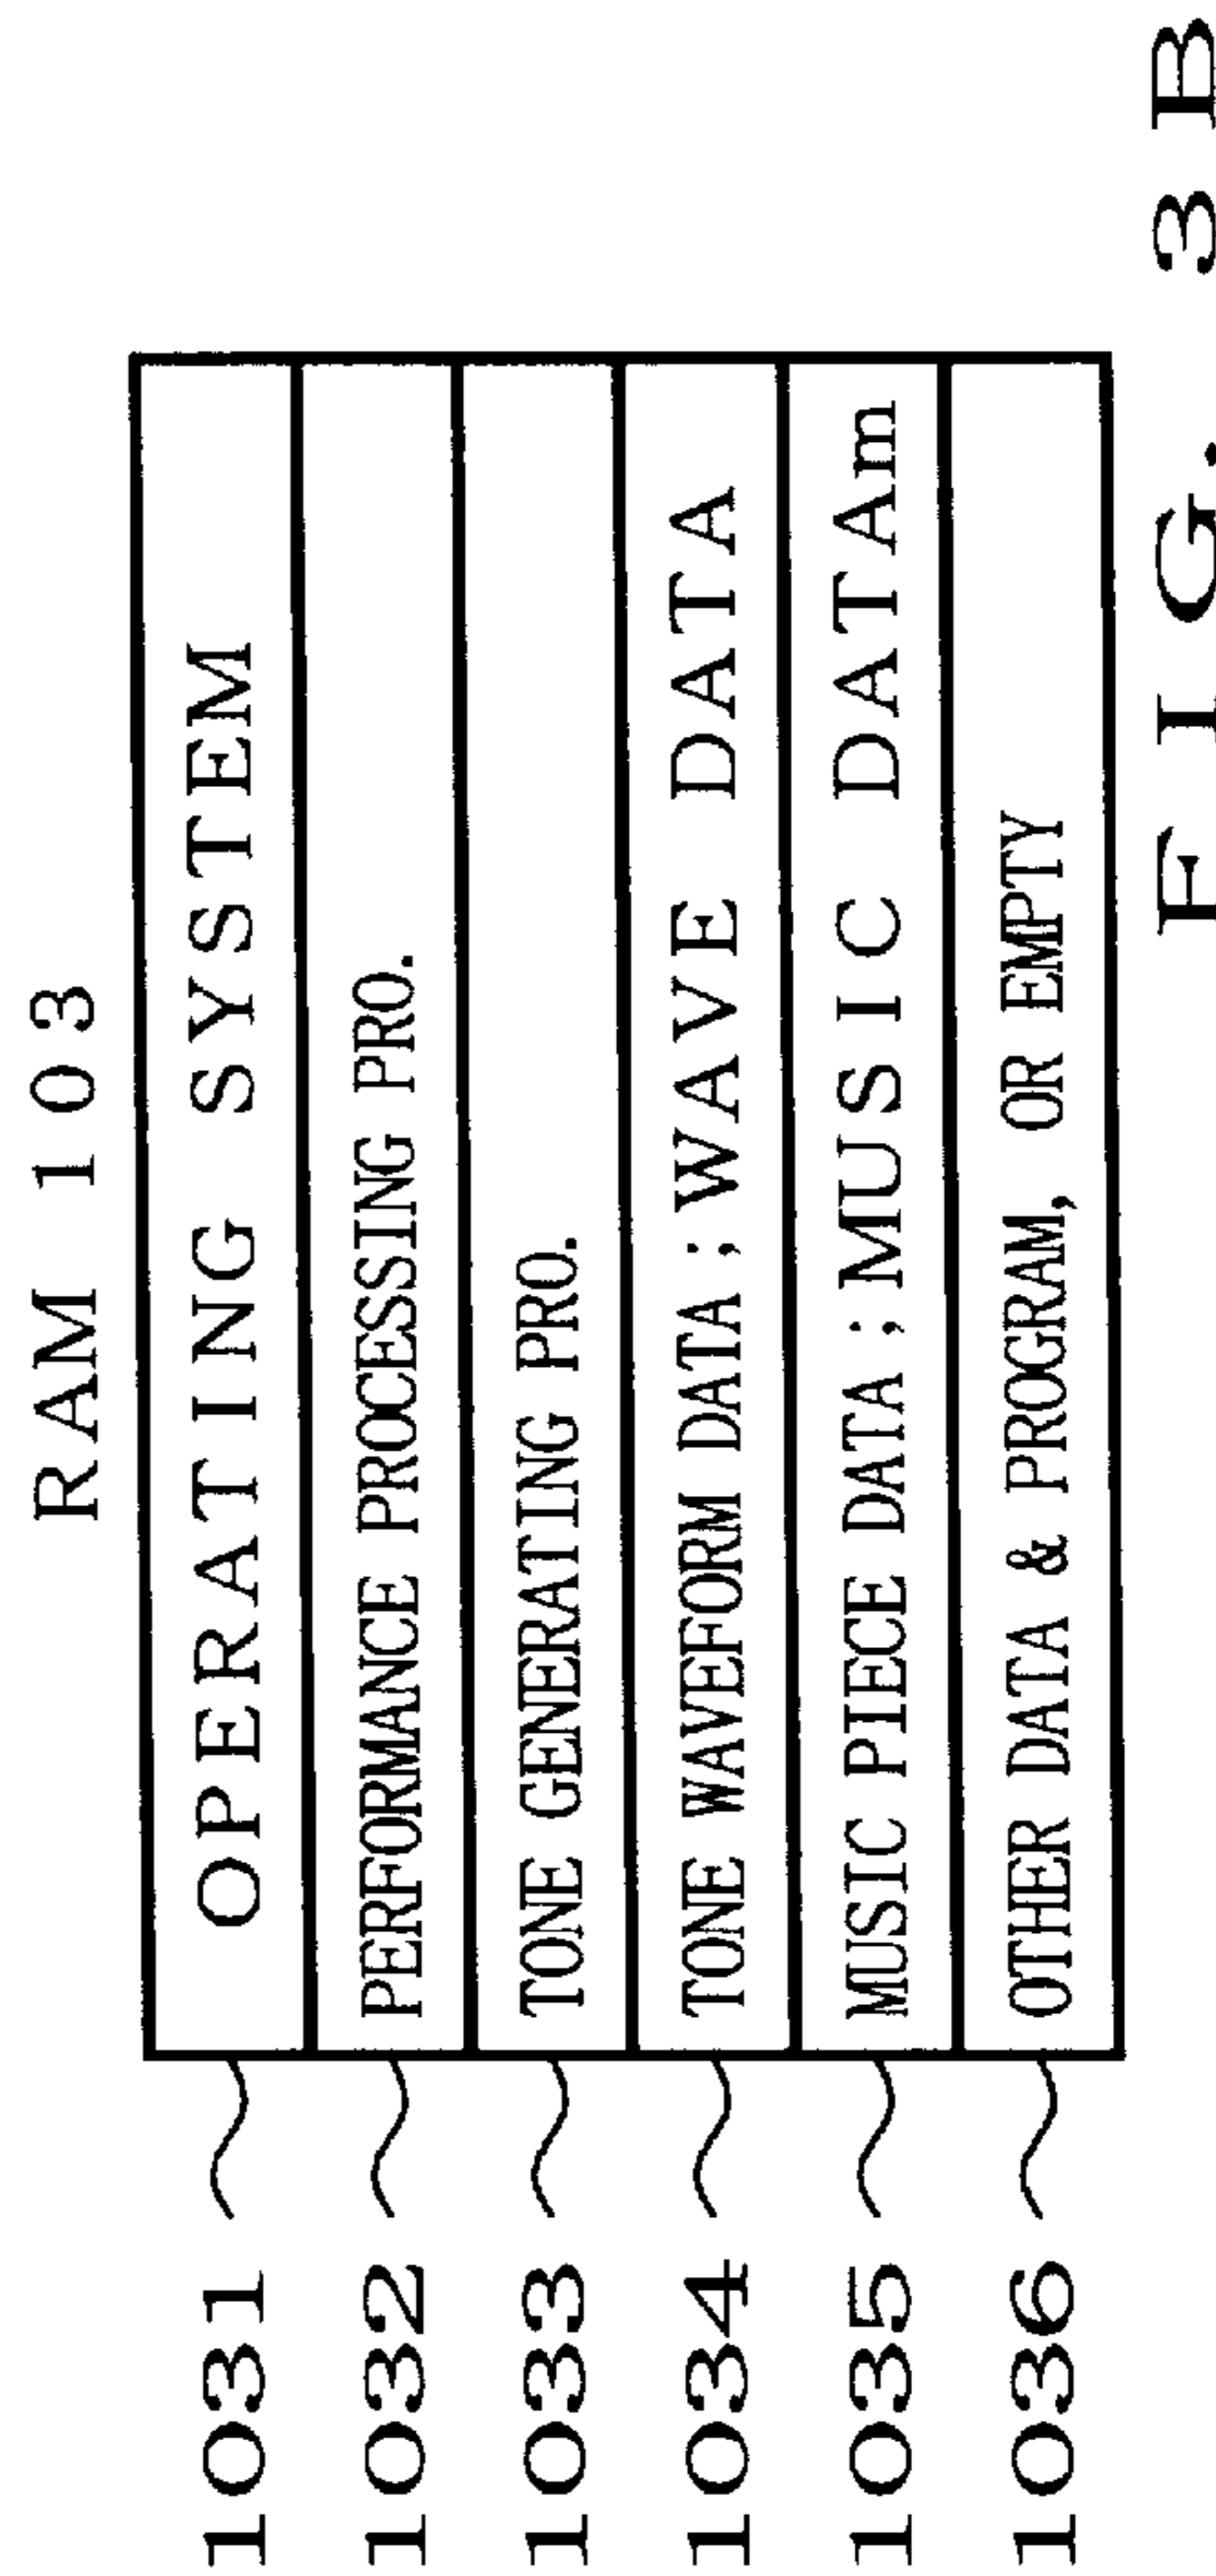 RAM 103
1031 OPERATING SYSTEM
1032 PERFORMANCE PROCESSING PRO.
1033 TONE GENERATING PRO.
1034 TONE WAVEFORM DATA ; WAVE DATA
1035 MUSIC PIECE DATA ; MUSIC DATAm
1036 OTHER DATA & PROGRAM, OR EMPTY
FIG. 3B